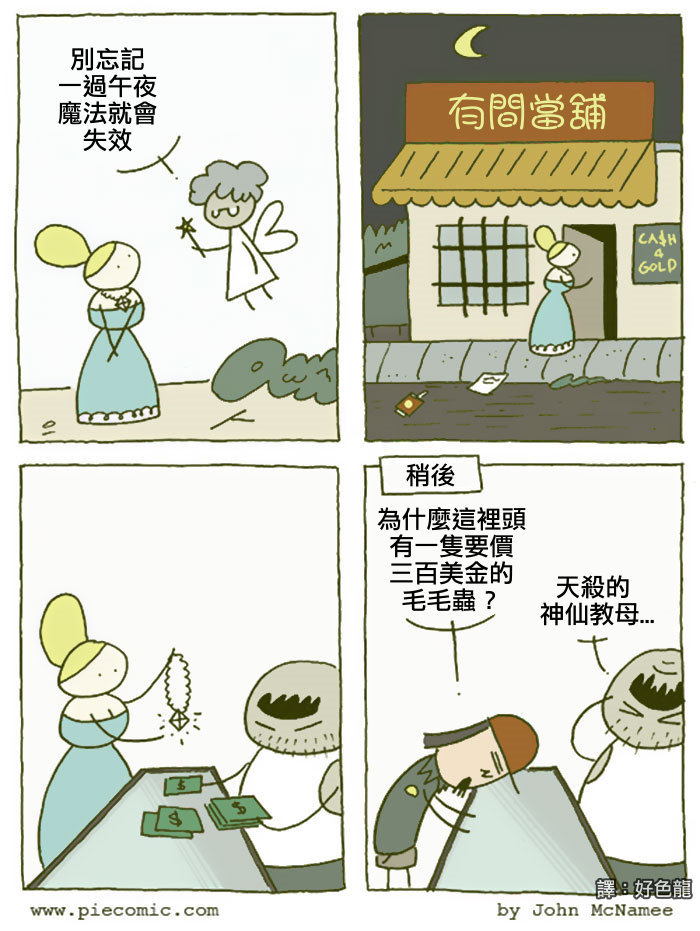 別忘記
一過午夜
魔法就會
失效
有間當舖
CA$H
4
GOLD
$
$
$
稍後
為什麼這裡頭
有一隻要價
三百美金的
毛毛蟲？
天殺的
神仙教母...
譯：好色龍
www.piecomic.com
by John McNamee